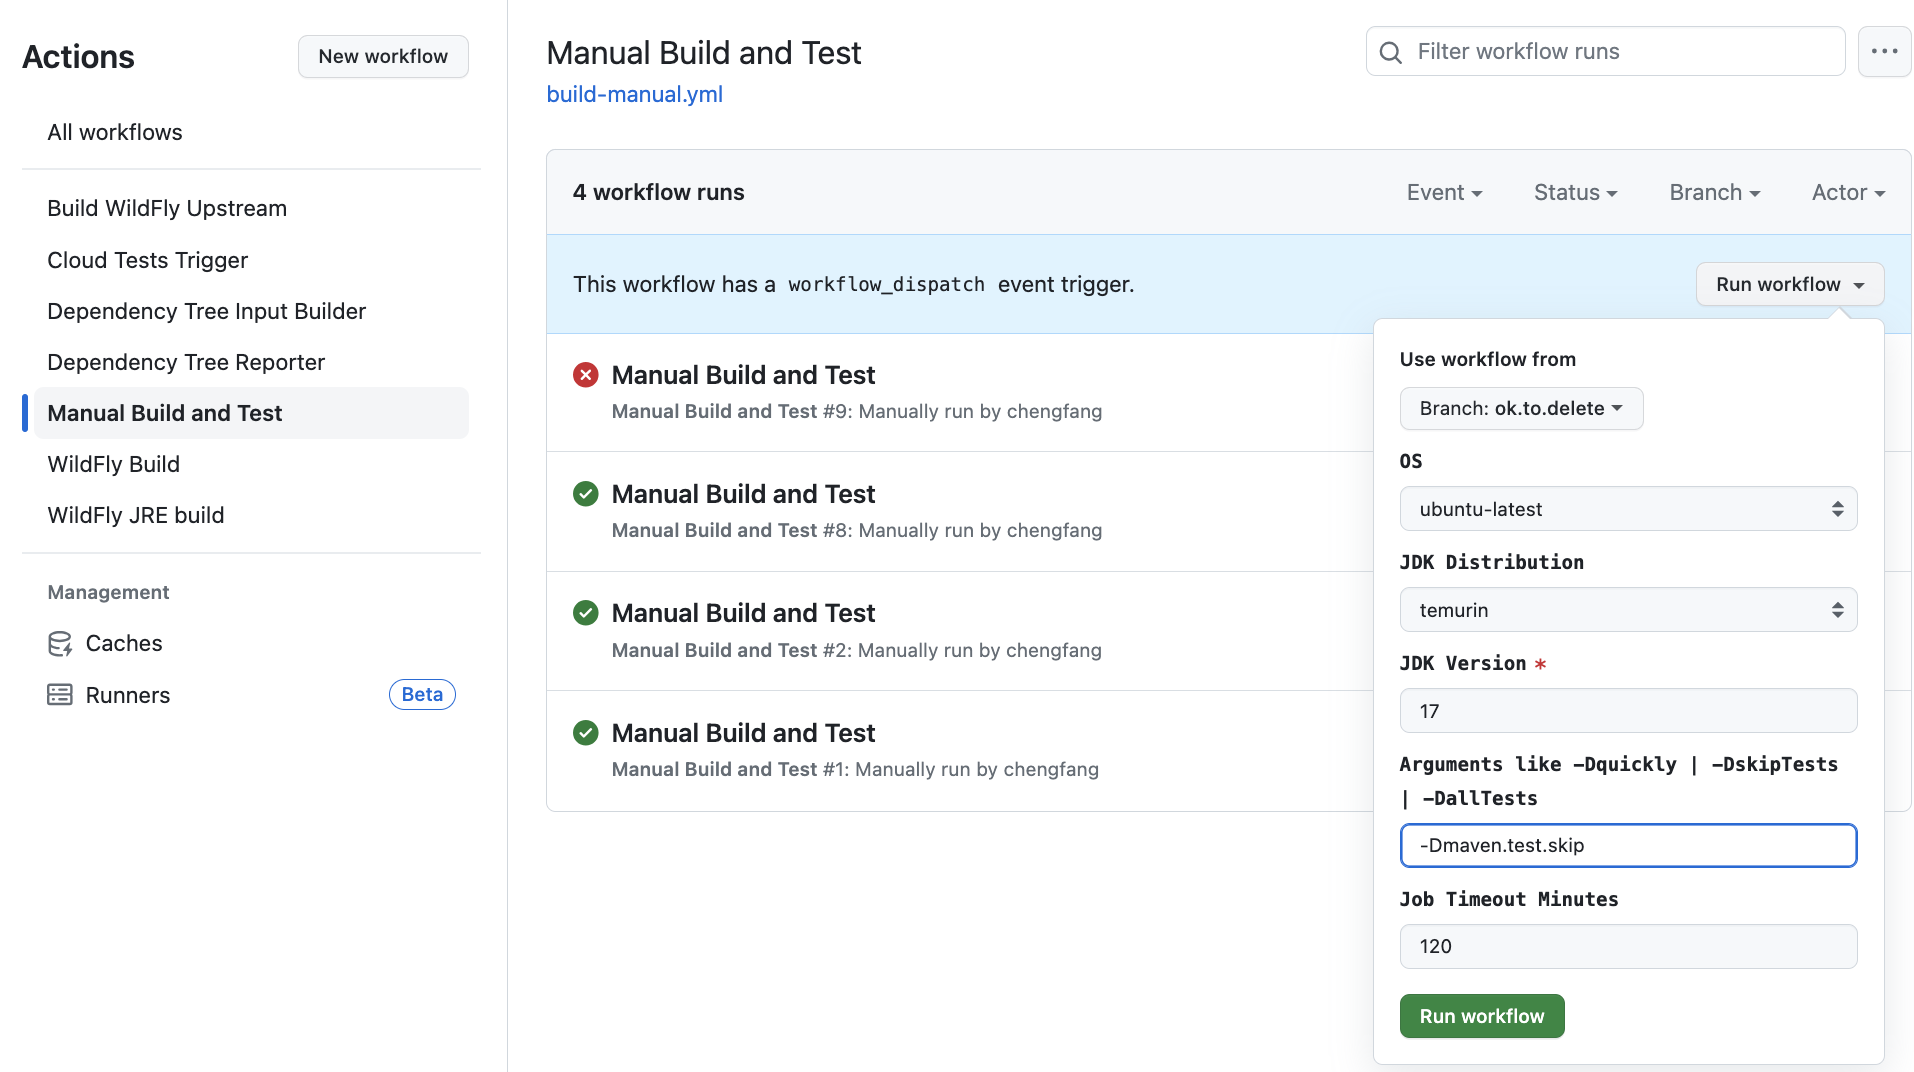 Actions
New workflow
All workflows
Build WildFly Upstream
Cloud Tests Trigger
Dependency Tree Input Builder
Dependency Tree Reporter
Manual Build and Test
WildFly Build
WildFly JRE build
Management
Caches
Runners Beta
Manual Build and Test
build-manual.yml
Filter workflow runs
4 workflow runs
Event Status Branch Actor
This workflow has a workflow_dispatch event trigger.
Run workflow
Manual Build and Test
Manual Build and Test #9: Manually run by chengfang
Manual Build and Test
Manual Build and Test #8: Manually run by chengfang
Manual Build and Test
Manual Build and Test #2: Manually run by chengfang
Manual Build and Test
Manual Build and Test #1: Manually run by chengfang
Use workflow from
Branch: ok.to.delete
OS
ubuntu-latest
JDK Distribution
temurin
JDK Version *
17
Arguments like -Dquickly | -DskipTests
| -DallTests
-Dmaven.test.skip
Job Timeout Minutes
120
Run workflow